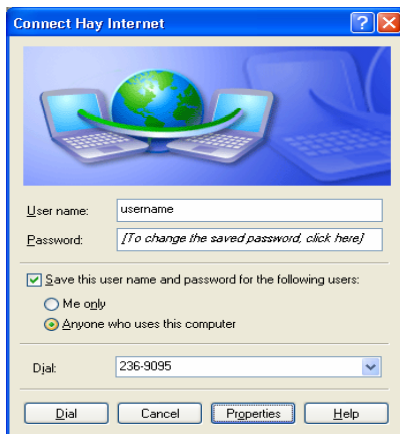 Connect Hay Internet
User name: username
Password: [To change the saved password, click here]
Save this user name and password for the following users:
Me only
Anyone who uses this computer
Dial: 236-9095
Dial Cancel Properties Help